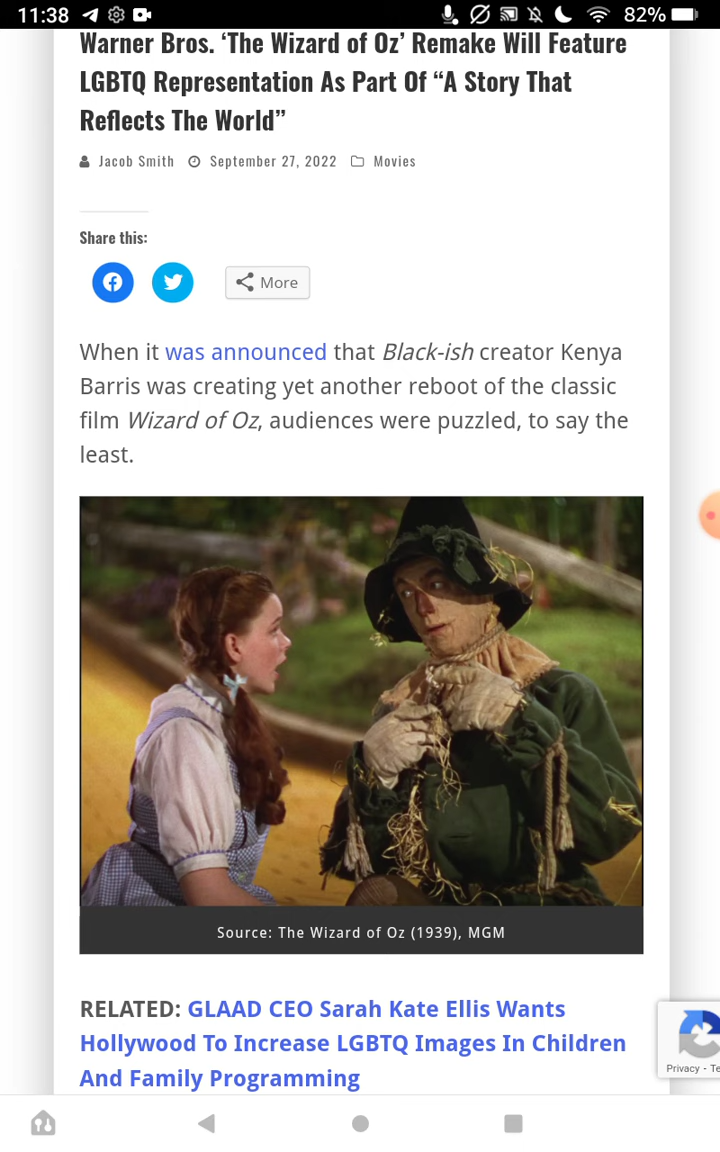 11:38
82%
Warner Bros. ‘The Wizard of Oz’ Remake Will Feature
LGBTQ Representation As Part Of “A Story That
Reflects The World”
Jacob Smith September 27, 2022 Movies
Share this:
More
When it was announced that Black-ish creator Kenya
Barris was creating yet another reboot of the classic
film Wizard of Oz, audiences were puzzled, to say the
least.
Source: The Wizard of Oz (1939), MGM
RELATED: GLAAD CEO Sarah Kate Ellis Wants
Hollywood To Increase LGBTQ Images In Children
And Family Programming
Privacy - Te